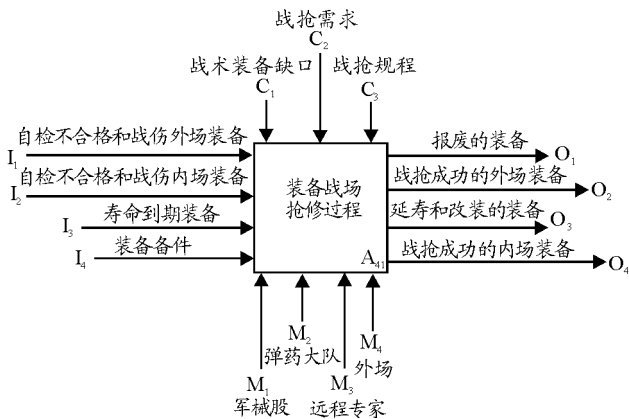 战抢需求
C₂
战术装备缺口
战抢规程
C₁
C₃
自检不合格和战伤外场装备
I₁
自检不合格和战伤内场装备
I₂
寿命到期装备
I₃
装备备件
I₄
装备战场
抢修过程
A₄₁
报废的装备
O₁
战抢成功的外场装备
O₂
延寿和改装的装备
O₃
战抢成功的内场装备
O₄
M₂
弹药大队
M₄
外场
M₁
军械股
M₃
远程专家